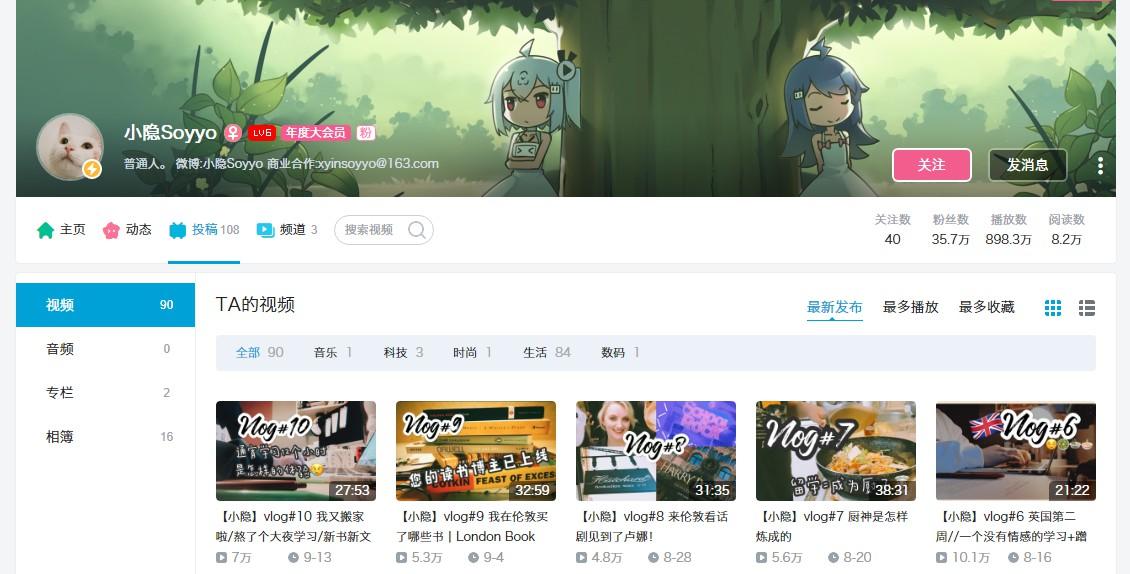 小隐Soyyo LV6 年度大会员 粉
普通人。 微博:小隐Soyyo 商业合作:xyinsoyyo@163.com
关注 发消息
主页 动态 投稿 108 频道 3 搜索视频
关注数 粉丝数 播放数 阅读数
40 35.7万 898.3万 8.2万
视频 90
音频 0
专栏 2
相簿 16
TA的视频
最新发布 最多播放 最多收藏
全部 90 音乐 1 科技 3 时尚 1 生活 84 数码 1
Vlog#10
通宵学习12个小时
是怎样的体验
27:53
【小隐】vlog#10 我又搬家
啦/熬了个大夜学习/新书新文
7万 9-13
Vlog#9
您的读书博主已上线
COTKIN FEAST OF EXCESS
32:59
【小隐】vlog#9 我在伦敦买
了哪些书 | London Book
5.3万 9-4
Vlog#8
HARRY
31:35
【小隐】vlog#8 来伦敦看话
剧见到了卢娜！
4.8万 8-28
Vlog#7
留学=成为厨
38:31
【小隐】vlog#7 厨神是怎样
炼成的
5.6万 8-20
Vlog#6
21:22
【小隐】vlog#6 英国第二
周//一个没有情感的学习+蹭
10.1万 8-16